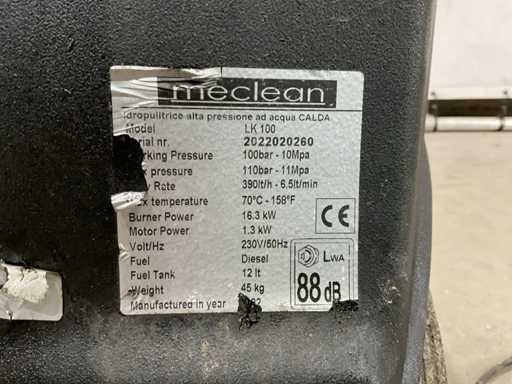 meclean
Idropulitrice alta pressione ad acqua CALDA
Model LK 100
rial nr. 2022020260
rking Pressure 100bar - 10Mpa
x pressure 110bar - 11Mpa
Rate 390lt/h - 6.5lt/min
x temperature 70°C - 158°F
Burner Power 16.3 kW
Motor Power 1.3 kW
Volt/Hz 230V/50Hz
Fuel Diesel
Fuel Tank 12 lt
Weight 45 kg
Manufactured in year
CE
LWA
88 dB